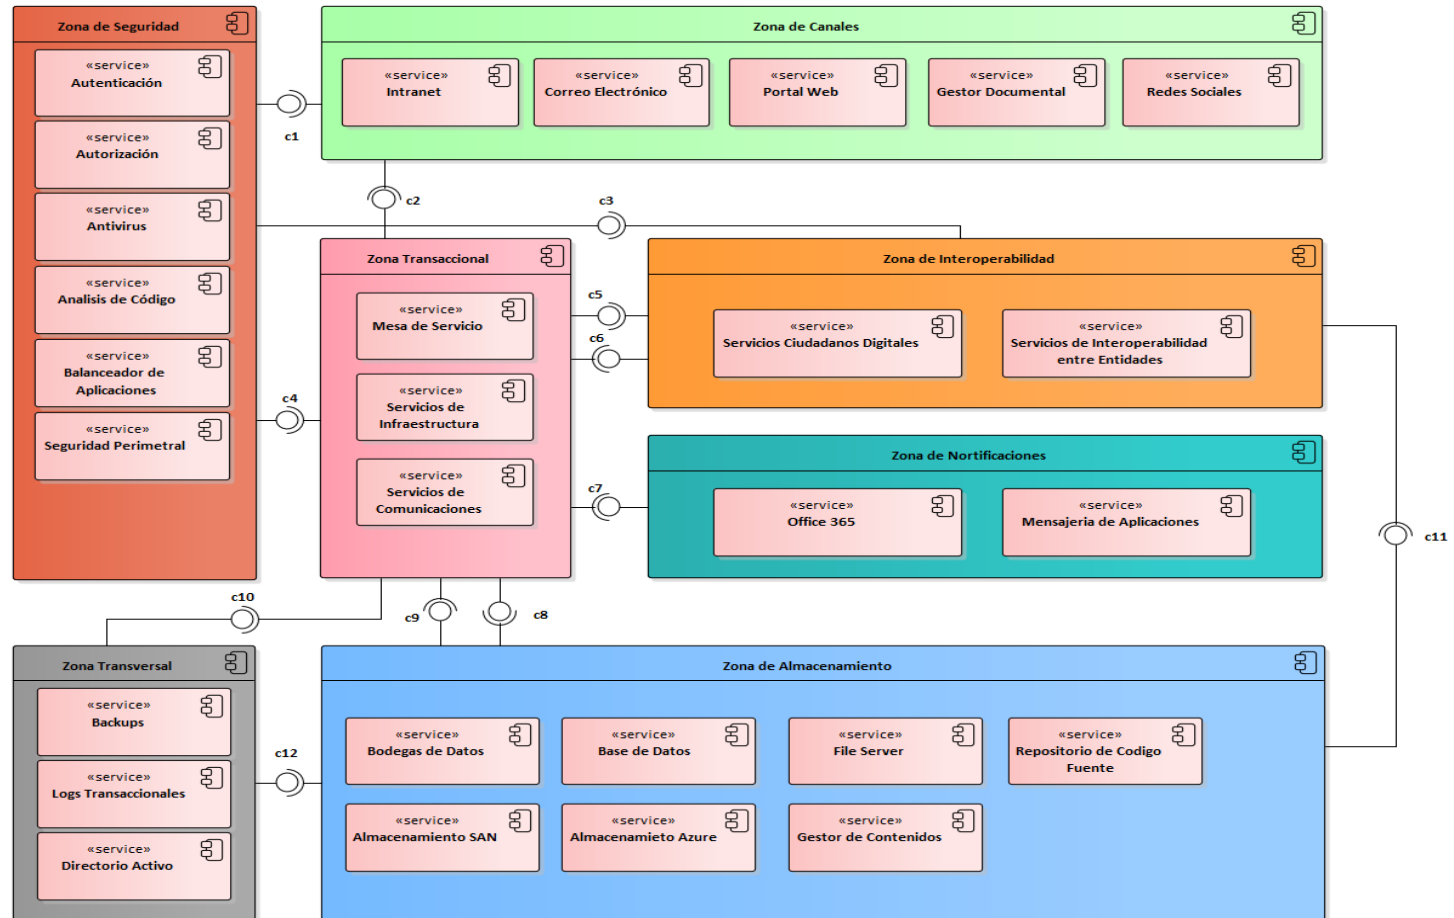 Zona de Seguridad
«service»
Autenticación
«service»
Autorización
«service»
Antivirus
«service»
Analisis de Código
«service»
Balanceador de
Aplicaciones
«service»
Seguridad Perimetral
c1
Zona de Canales
«service»
Intranet
«service»
Correo Electrónico
«service»
Portal Web
«service»
Gestor Documental
«service»
Redes Sociales
c2
c3
c4
Zona Transaccional
«service»
Mesa de Servicio
«service»
Servicios de
Infraestructura
«service»
Servicios de
Comunicaciones
c5
c6
c7
Zona de Interoperabilidad
«service»
Servicios Ciudadanos Digitales
«service»
Servicios de Interoperabilidad
entre Entidades
Zona de Nortificaciones
«service»
Office 365
«service»
Mensajeria de Aplicaciones
c11
c10
c9
c8
Zona Transversal
«service»
Backups
«service»
Logs Transaccionales
«service»
Directorio Activo
c12
Zona de Almacenamiento
«service»
Bodegas de Datos
«service»
Base de Datos
«service»
File Server
«service»
Repositorio de Codigo
Fuente
«service»
Almacenamiento SAN
«service»
Almacenamieto Azure
«service»
Gestor de Contenidos